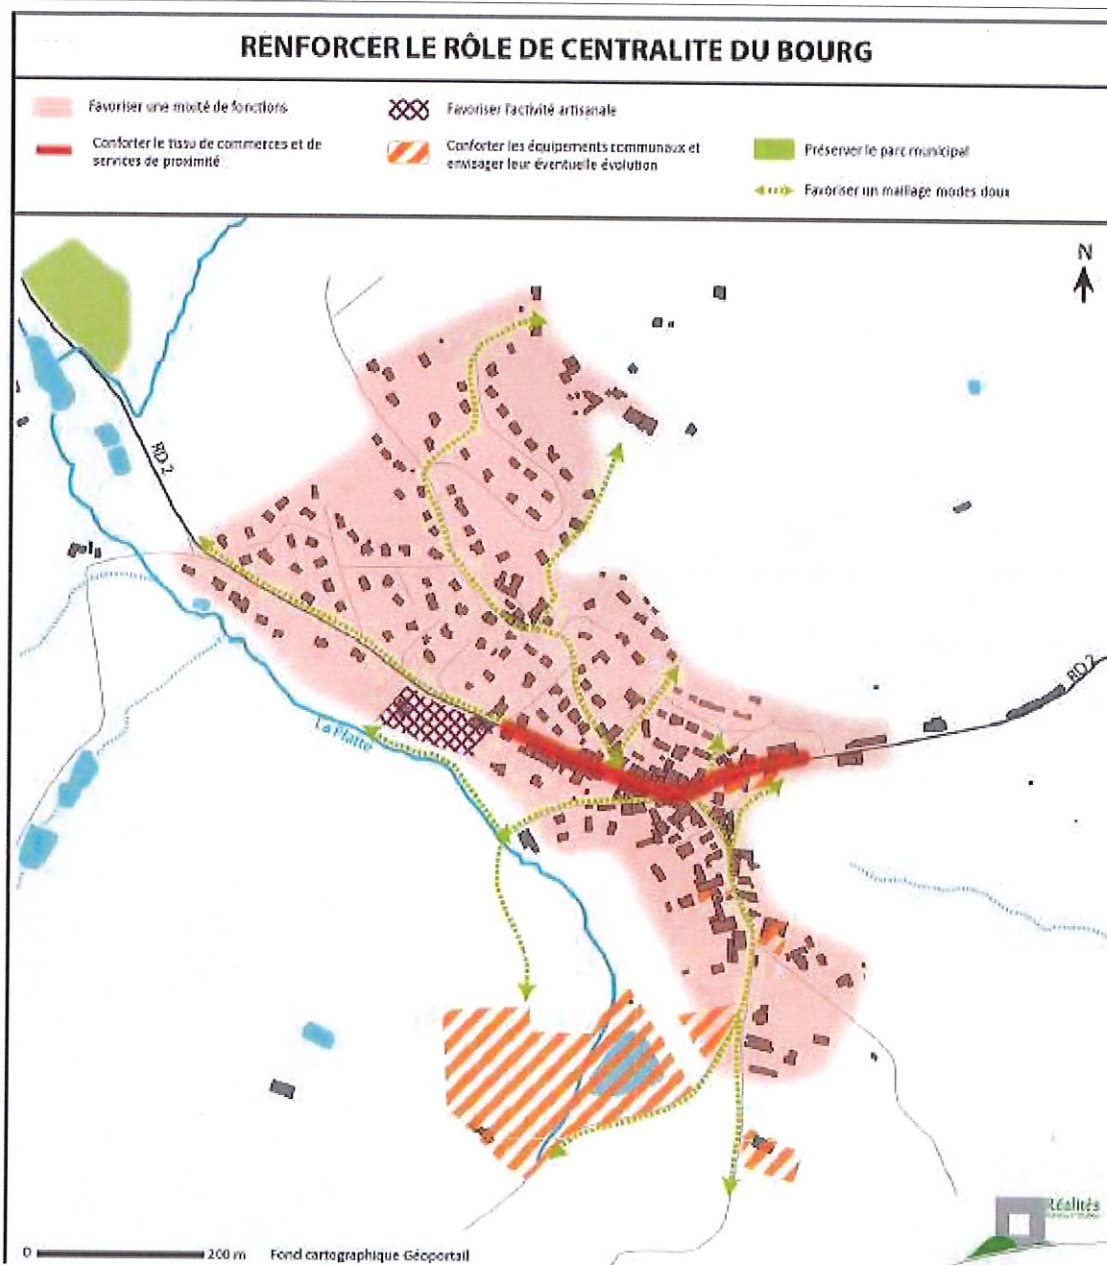 RENFORCER LE RÔLE DE CENTRALITE DU BOURG
Favoriser une mixité de fonctions
Conforter le tissu de commerces et de
services de proximité
Favoriser l'activité artisanale
Conforter les équipements communaux et
envisager leur éventuelle évolution
Préserver le parc municipal
Favoriser un maillage modes doux
N
RD 2
La Platte
RD 2
Réalités
0 200 m Fond cartographique Géoportail